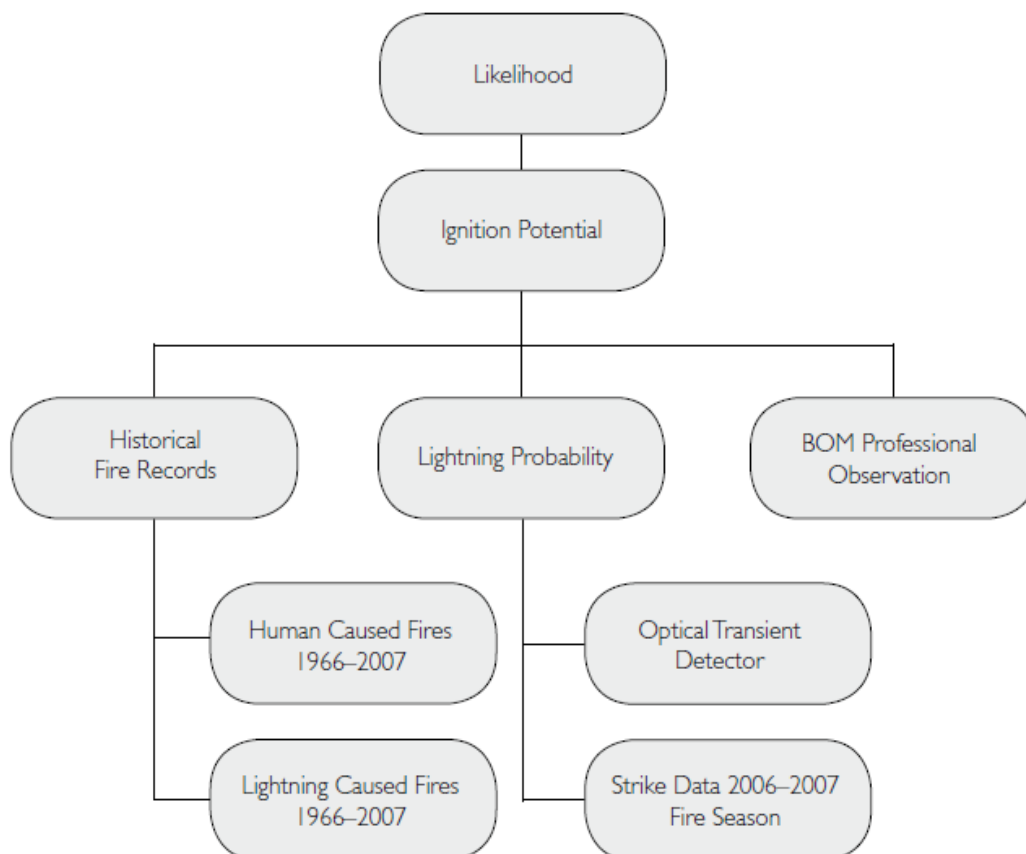 Likelihood
Ignition Potential
Historical
Fire Records
Lightning Probability
BOM Professional
Observation
Human Caused Fires
1966–2007
Optical Transient
Detector
Lightning Caused Fires
1966–2007
Strike Data 2006–2007
Fire Season